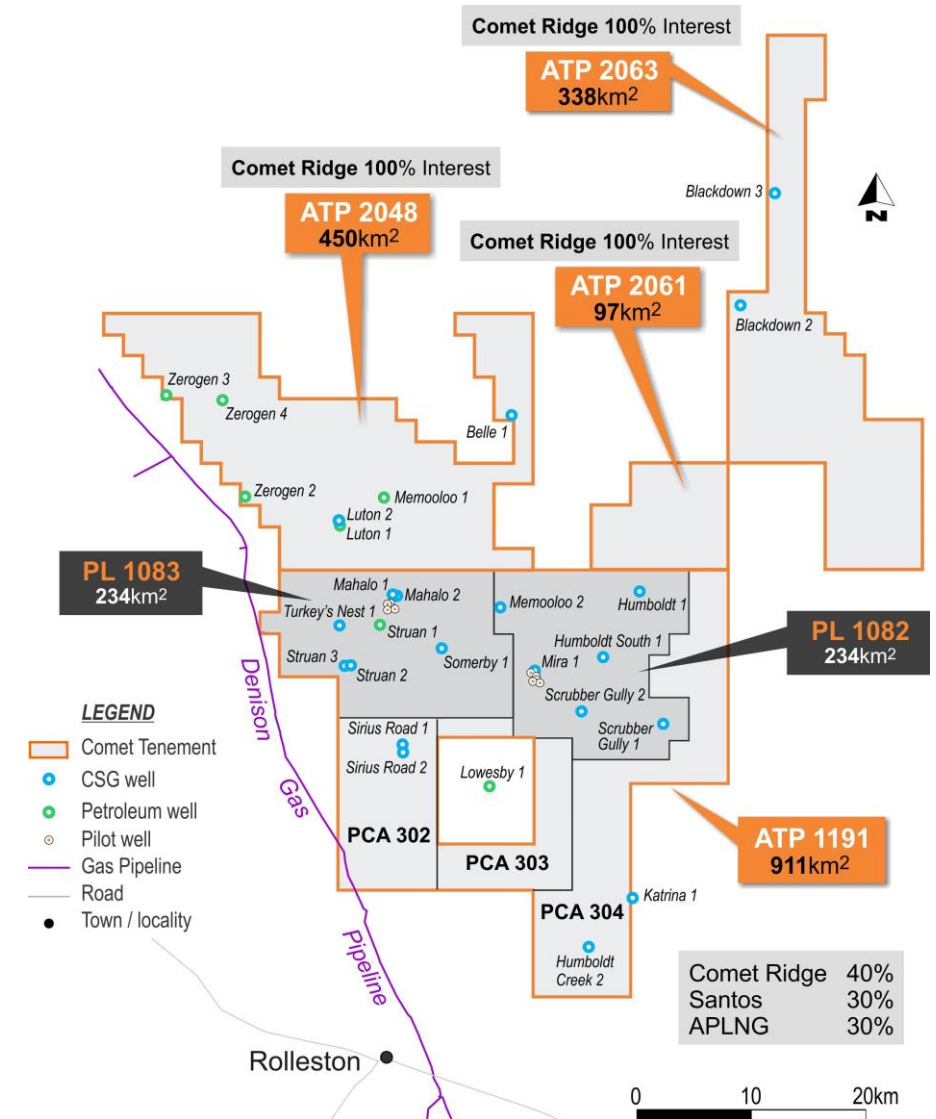 Comet Ridge 100% Interest
ATP 2063
338km2
Comet Ridge 100% Interest
ATP 2048
450km2
Blackdown 3
N
Comet Ridge 100% Interest
ATP 2061
97km2
Blackdown 2
Zerogen 3
Zerogen 4
Belle 1
Zerogen 2
Memooloo 1
Luton 2
Luton 1
PL 1083
234km2
Mahalo 1
Mahalo 2
Turkey's Nest 1
Struan 1
Struan 3
Struan 2
Somerby 1
Memooloo 2
Humboldt 1
Humboldt South 1
Mira 1
Scrubber Gully 2
Scrubber
Gully 1
PL 1082
234km2
Denison
Gas
Pipeline
LEGEND
Comet Tenement
CSG well
Petroleum well
Pilot well
Gas Pipeline
Road
Town / locality
Sirius Road 1
Sirius Road 2
Lowesby 1
PCA 302
PCA 303
ATP 1191
911km2
PCA 304
Katrina 1
Humboldt
Creek 2
Comet Ridge 40%
Santos 30%
APLNG 30%
Rolleston
0 10 20km